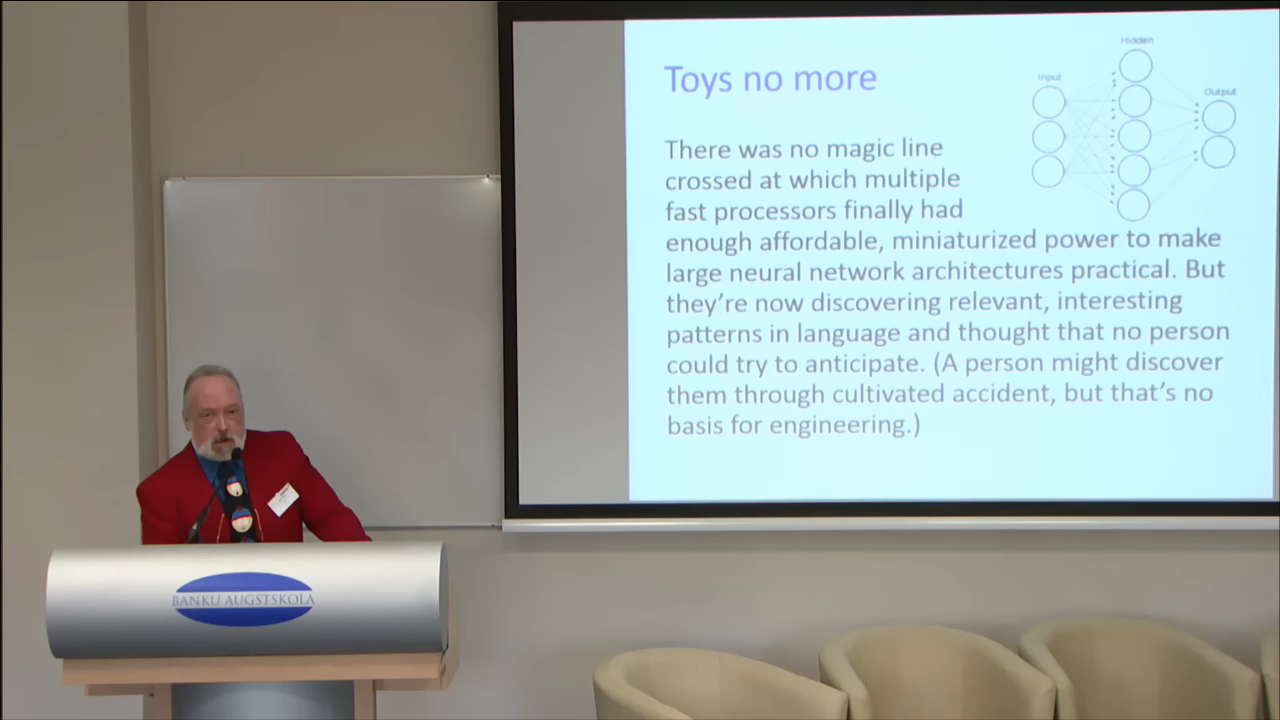 Toys no more
There was no magic line
crossed at which multiple
fast processors finally had
enough affordable, miniaturized power to make
large neural network architectures practical. But
they're now discovering relevant, interesting
patterns in language and thought that no person
could try to anticipate. (A person might discover
them through cultivated accident, but that's no
basis for engineering.)
Input
Hidden
Output
BANKU AUGSTSKOLA